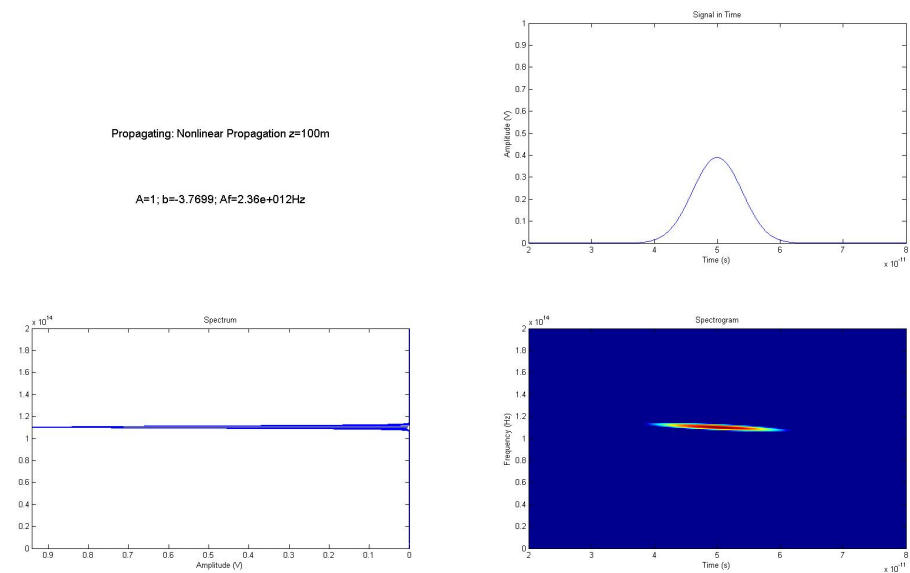 Signal in Time
1
0.9
0.8
0.7
0.6
0.5
0.4
0.3
0.2
0.1
0
Amplitude (V)
2 3 4 5 6 7 8
Time (s)
x 10^-11
Propagating: Nonlinear Propagation z=100m
A=1; b=-3.7699; Af=2.36e+012Hz
x 10^14
Spectrum
2
1.8
1.6
1.4
1.2
1
0.8
0.6
0.4
0.2
0
0.9 0.8 0.7 0.6 0.5 0.4 0.3 0.2 0.1 0
Amplitude (V)
x 10^14
Spectrogram
2
1.8
1.6
1.4
1.2
1
0.8
0.6
0.4
0.2
0
Frequency (Hz)
2 3 4 5 6 7 8
Time (s)
x 10^-11